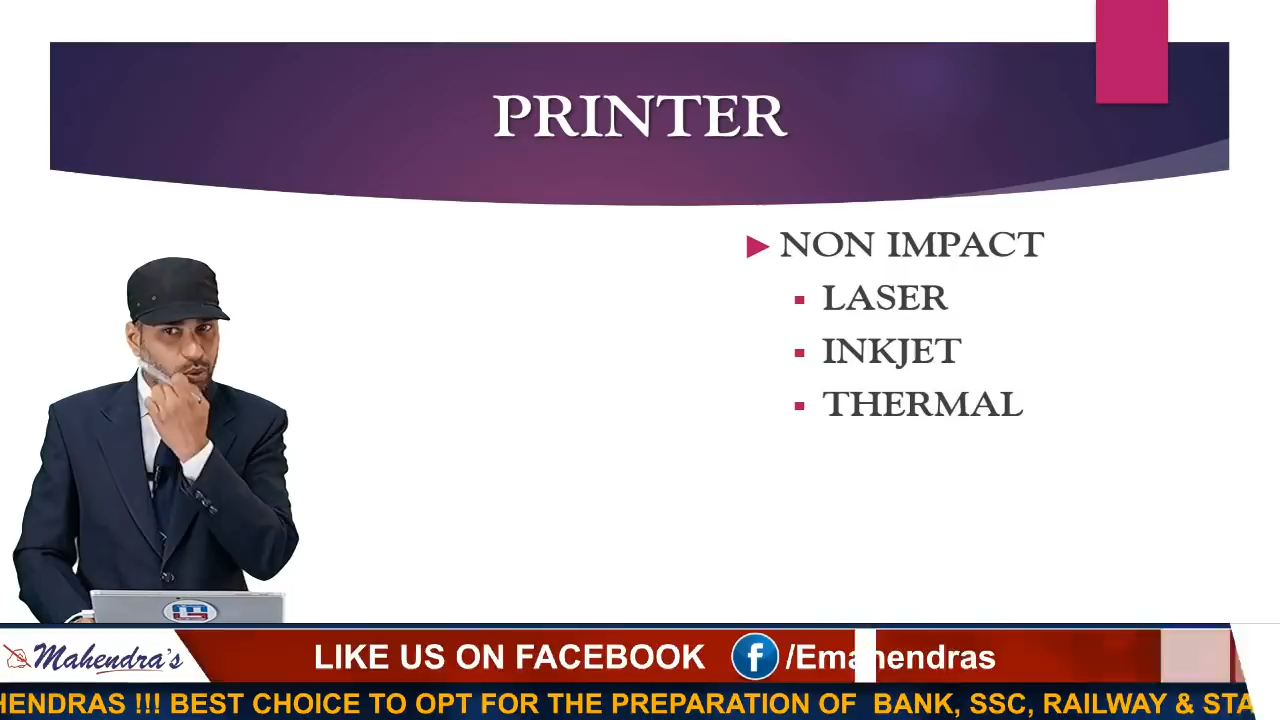 PRINTER
NON IMPACT
LASER
INKJET
THERMAL
Mahendra's
LIKE US ON FACEBOOK f /Emahendras
HENDRAS !!! BEST CHOICE TO OPT FOR THE PREPARATION OF BANK, SSC, RAILWAY & STA